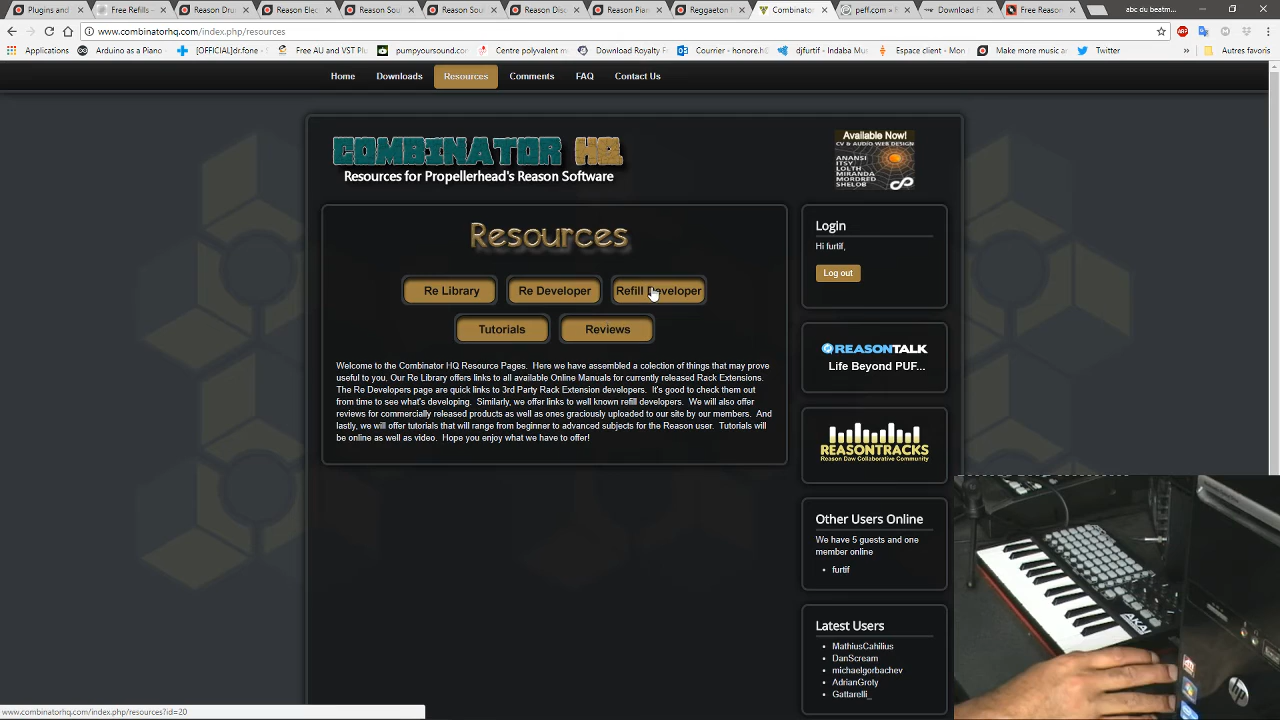 Plugins and
Free Refills –
Reason Dru
Reason Elec
Reason Sou
Reason Soul
Reason Disc
Reason Pian
Reggaeton
Combinator
peff.com »
Download F
Free Reason
abc du beatm...
www.combinatorhq.com/index.php/resources
Applications
Arduino as a Piano
[OFFICIAL]dr.fone
Free AU and VST Pl
pumpyoursound.com
Centre polyvalent
Download Royalty F
Courrier - honore.h
djfurtif - Indaba Mu
Espace client - Mon
Make more music a
Twitter
»
Autres favoris
Home
Downloads
Resources
Comments
FAQ
Contact Us
COMBINATOR HQ
Resources for Propellerhead's Reason Software
Available Now!
CV & AUDIO WEB DESIGN
ANANSI
ITSY
LOLTH
MIRANDA
MORDRED
SHELOB
Resources
Re Library
Re Developer
Refill Developer
Tutorials
Reviews
Welcome to the Combinator HQ Resource Pages. Here we have assembled a colection of things that may prove
useful to you. Our Re Library offers links to all available Online Manuals for currently released Rack Extensions.
The Re Developers page are quick links to 3rd Party Rack Extension developers. It's good to check them out
from time to see what's developing. Similarly, we offer links to well known refill developers. We will also offer
reviews for commercially released products as well as ones graciously uploaded to our site by our members. And
lastly, we will offer tutorials that will range from beginner to advanced subjects for the Reason user. Tutorials will
be online as well as video. Hope you enjoy what we have to offer!
Login
Hi furtif,
Log out
REASONTALK
Life Beyond PUF...
REASONTRACKS
Reason Daw Collaborative Community
Other Users Online
We have 5 guests and one
member online
furtif
Latest Users
MathiusCahilius
DanScream
michaelgorbachev
AdrianGroty
Gattarelli_
AKAI
hp
www.combinatorhq.com/index.php/resources?id=20